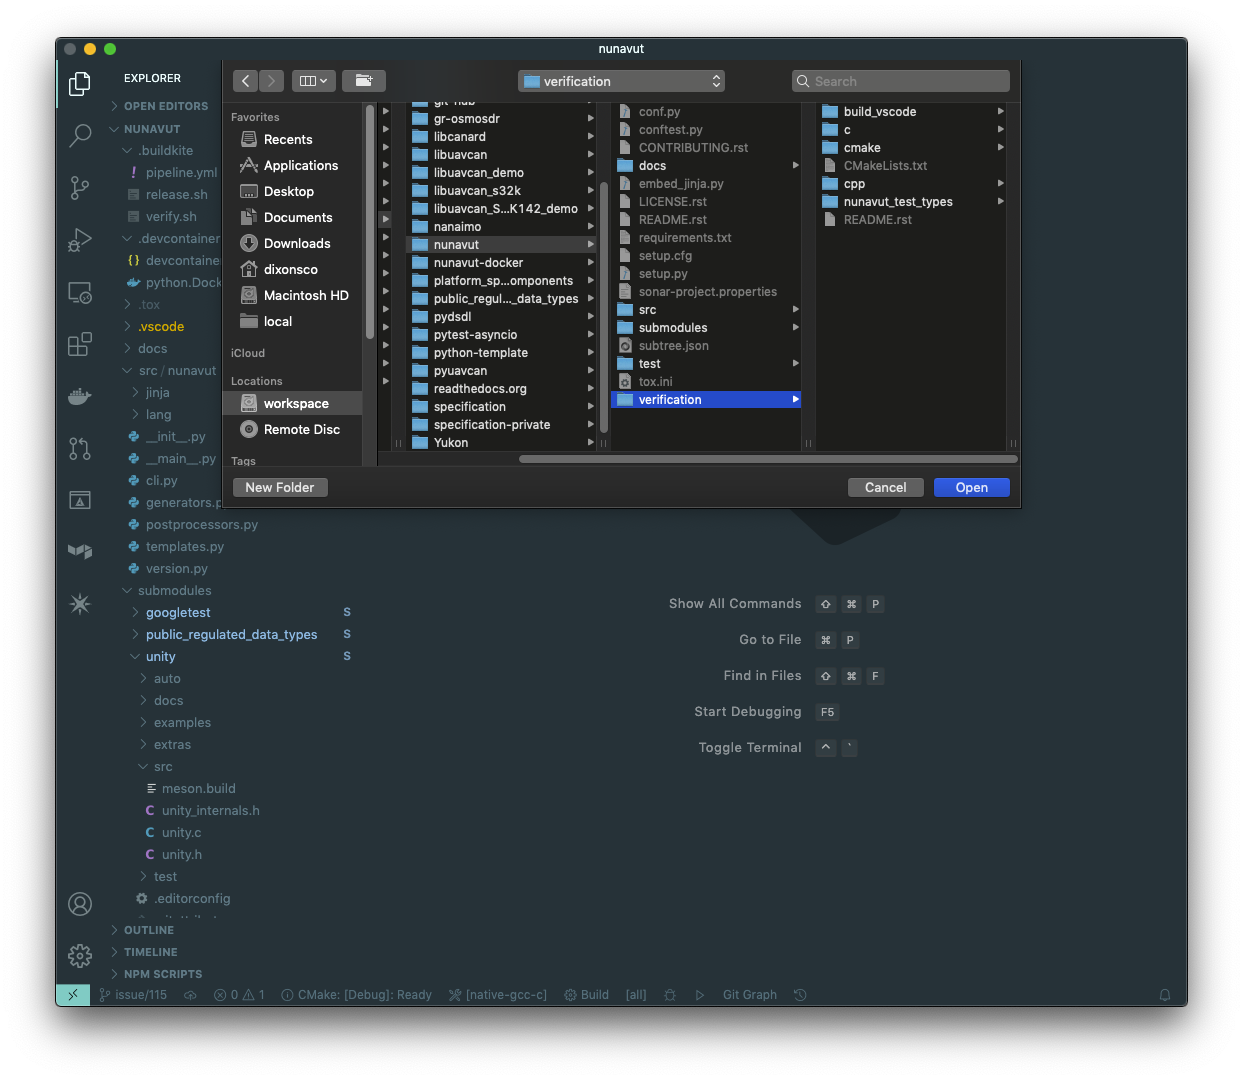 nunavut
EXPLORER
OPEN EDITORS
NUNAVUT
.buildkite
pipeline.yml
release.sh
verify.sh
.devcontainer
devcontaine
python.Dock
.tox
.vscode
docs
src / nunavut
jinja
lang
__init__.py
__main__.py
cli.py
generators.p
postprocessors.py
templates.py
version.py
submodules
googletest S
public_regulated_data_types S
unity S
auto
docs
examples
extras
src
meson.build
unity_internals.h
unity.c
unity.h
test
.editorconfig
OUTLINE
TIMELINE
NPM SCRIPTS
verification
Search
Favorites
Recents
Applications
Desktop
Documents
Downloads
dixonsco
Macintosh HD
local
iCloud
Locations
workspace
Remote Disc
Tags
git-hub
gr-osmosdr
libcanard
libuavcan
libuavcan_demo
libuavcan_s32k
libuavcan_S...K142_demo
nanaimo
nunavut
nunavut-docker
platform_sp...omponents
public_regul..._data_types
pydsdl
pytest-asyncio
python-template
pyuavcan
readthedocs.org
specification
specification-private
Yukon
conf.py
conftest.py
CONTRIBUTING.rst
docs
embed_jinja.py
LICENSE.rst
README.rst
requirements.txt
setup.cfg
setup.py
sonar-project.properties
src
submodules
subtree.json
test
tox.ini
verification
build_vscode
c
cmake
CMakeLists.txt
cpp
nunavut_test_types
README.rst
New Folder
Cancel
Open
Show All Commands ⇧ ⌘ P
Go to File ⌘ P
Find in Files ⇧ ⌘ F
Start Debugging F5
Toggle Terminal ^ `
issue/115 0 1 CMake: [Debug]: Ready [native-gcc-c] Build [all] Git Graph